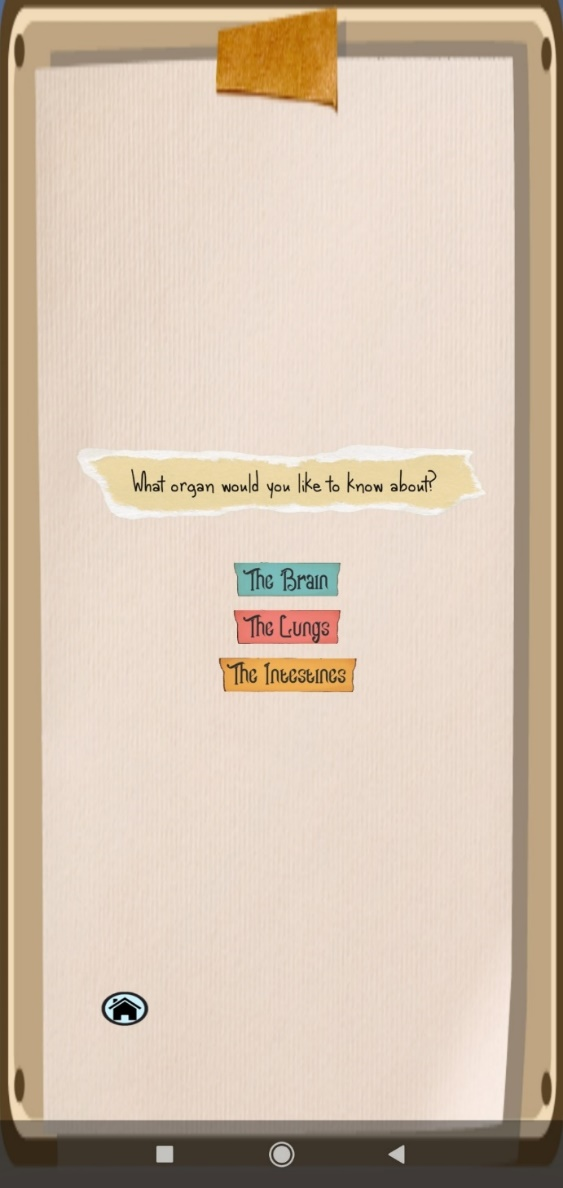 What organ would you like to know about?
The Brain
The Lungs
The Intestines